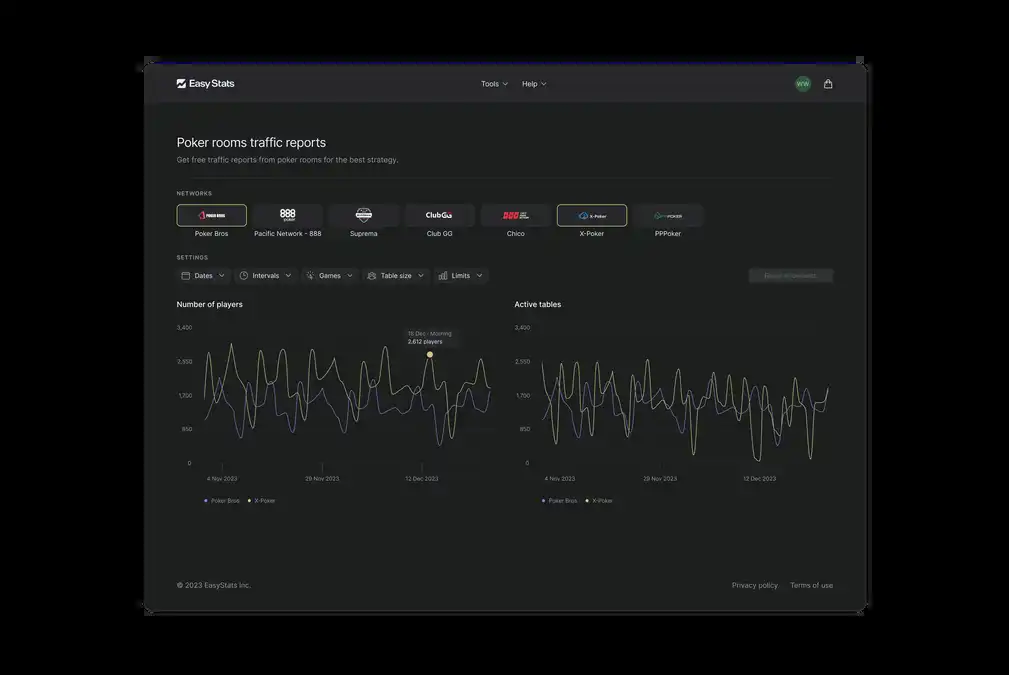 EasyStats
Tools Help WW
Poker rooms traffic reports
Get free traffic reports from poker rooms for the best strategy.
NETWORKS
POKER BROS 888 poker ClubGG X-Poker PPPOKER
Poker Bros Pacific Network - 888 Suprema Club GG Chico X-Poker PPPoker
SETTINGS
Dates Intervals Games Table size Limits
Number of players Active tables
3,400 3,400
16 Dec - Morning
2,612 players
2,550 2,550
1,700 1,700
850 850
0 0
4 Nov 2023 29 Nov 2023 12 Dec 2023 4 Nov 2023 29 Nov 2023 12 Dec 2023
Poker Bros X-Poker Poker Bros X-Poker
© 2023 EasyStats Inc. Privacy policy Terms of use